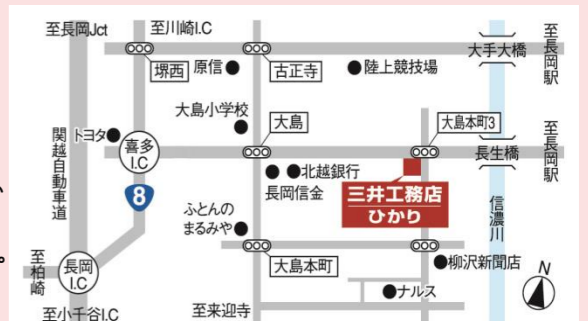 至長岡Jct
至川崎I.C
堺西
原信
古正寺
陸上競技場
大手大橋
至長岡駅
大島小学校
トヨタ
喜多
I.C
大島
大島本町3
関越自動車道
8
北越銀行
長岡信金
長生橋
至長岡駅
三井工務店
ひかり
信濃川
ふとんの
まるみや
大島本町
柳沢新聞店
至柏崎
長岡
I.C
ナルス
N
至小千谷I.C
至来迎寺